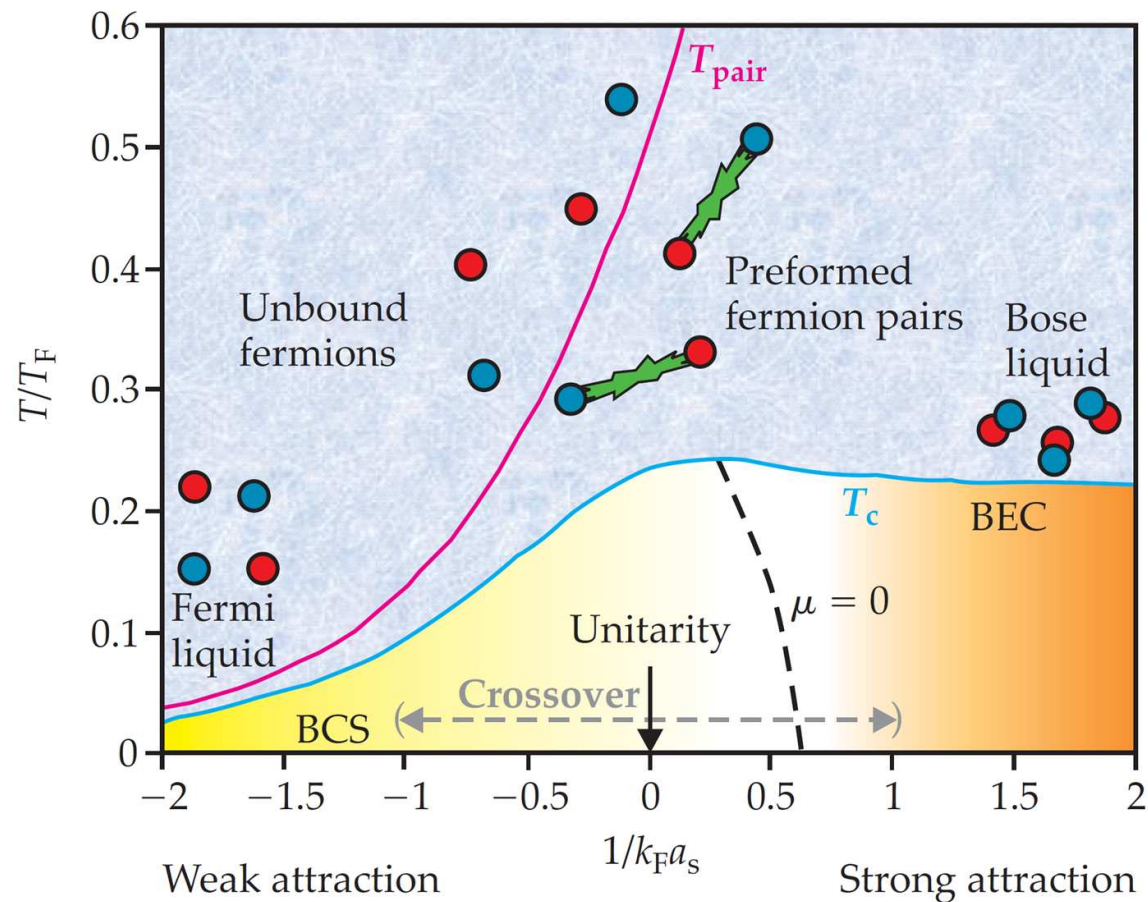 0.6
0.5
0.4
0.3
0.2
0.1
0
T/T_F
T_pair
Unbound
fermions
Preformed
fermion pairs
Bose
liquid
T_c
BEC
Fermi
liquid
μ = 0
Unitarity
Crossover
BCS
−2
−1.5
−1
−0.5
0
0.5
1
1.5
2
1/k_Fa_s
Weak attraction
Strong attraction